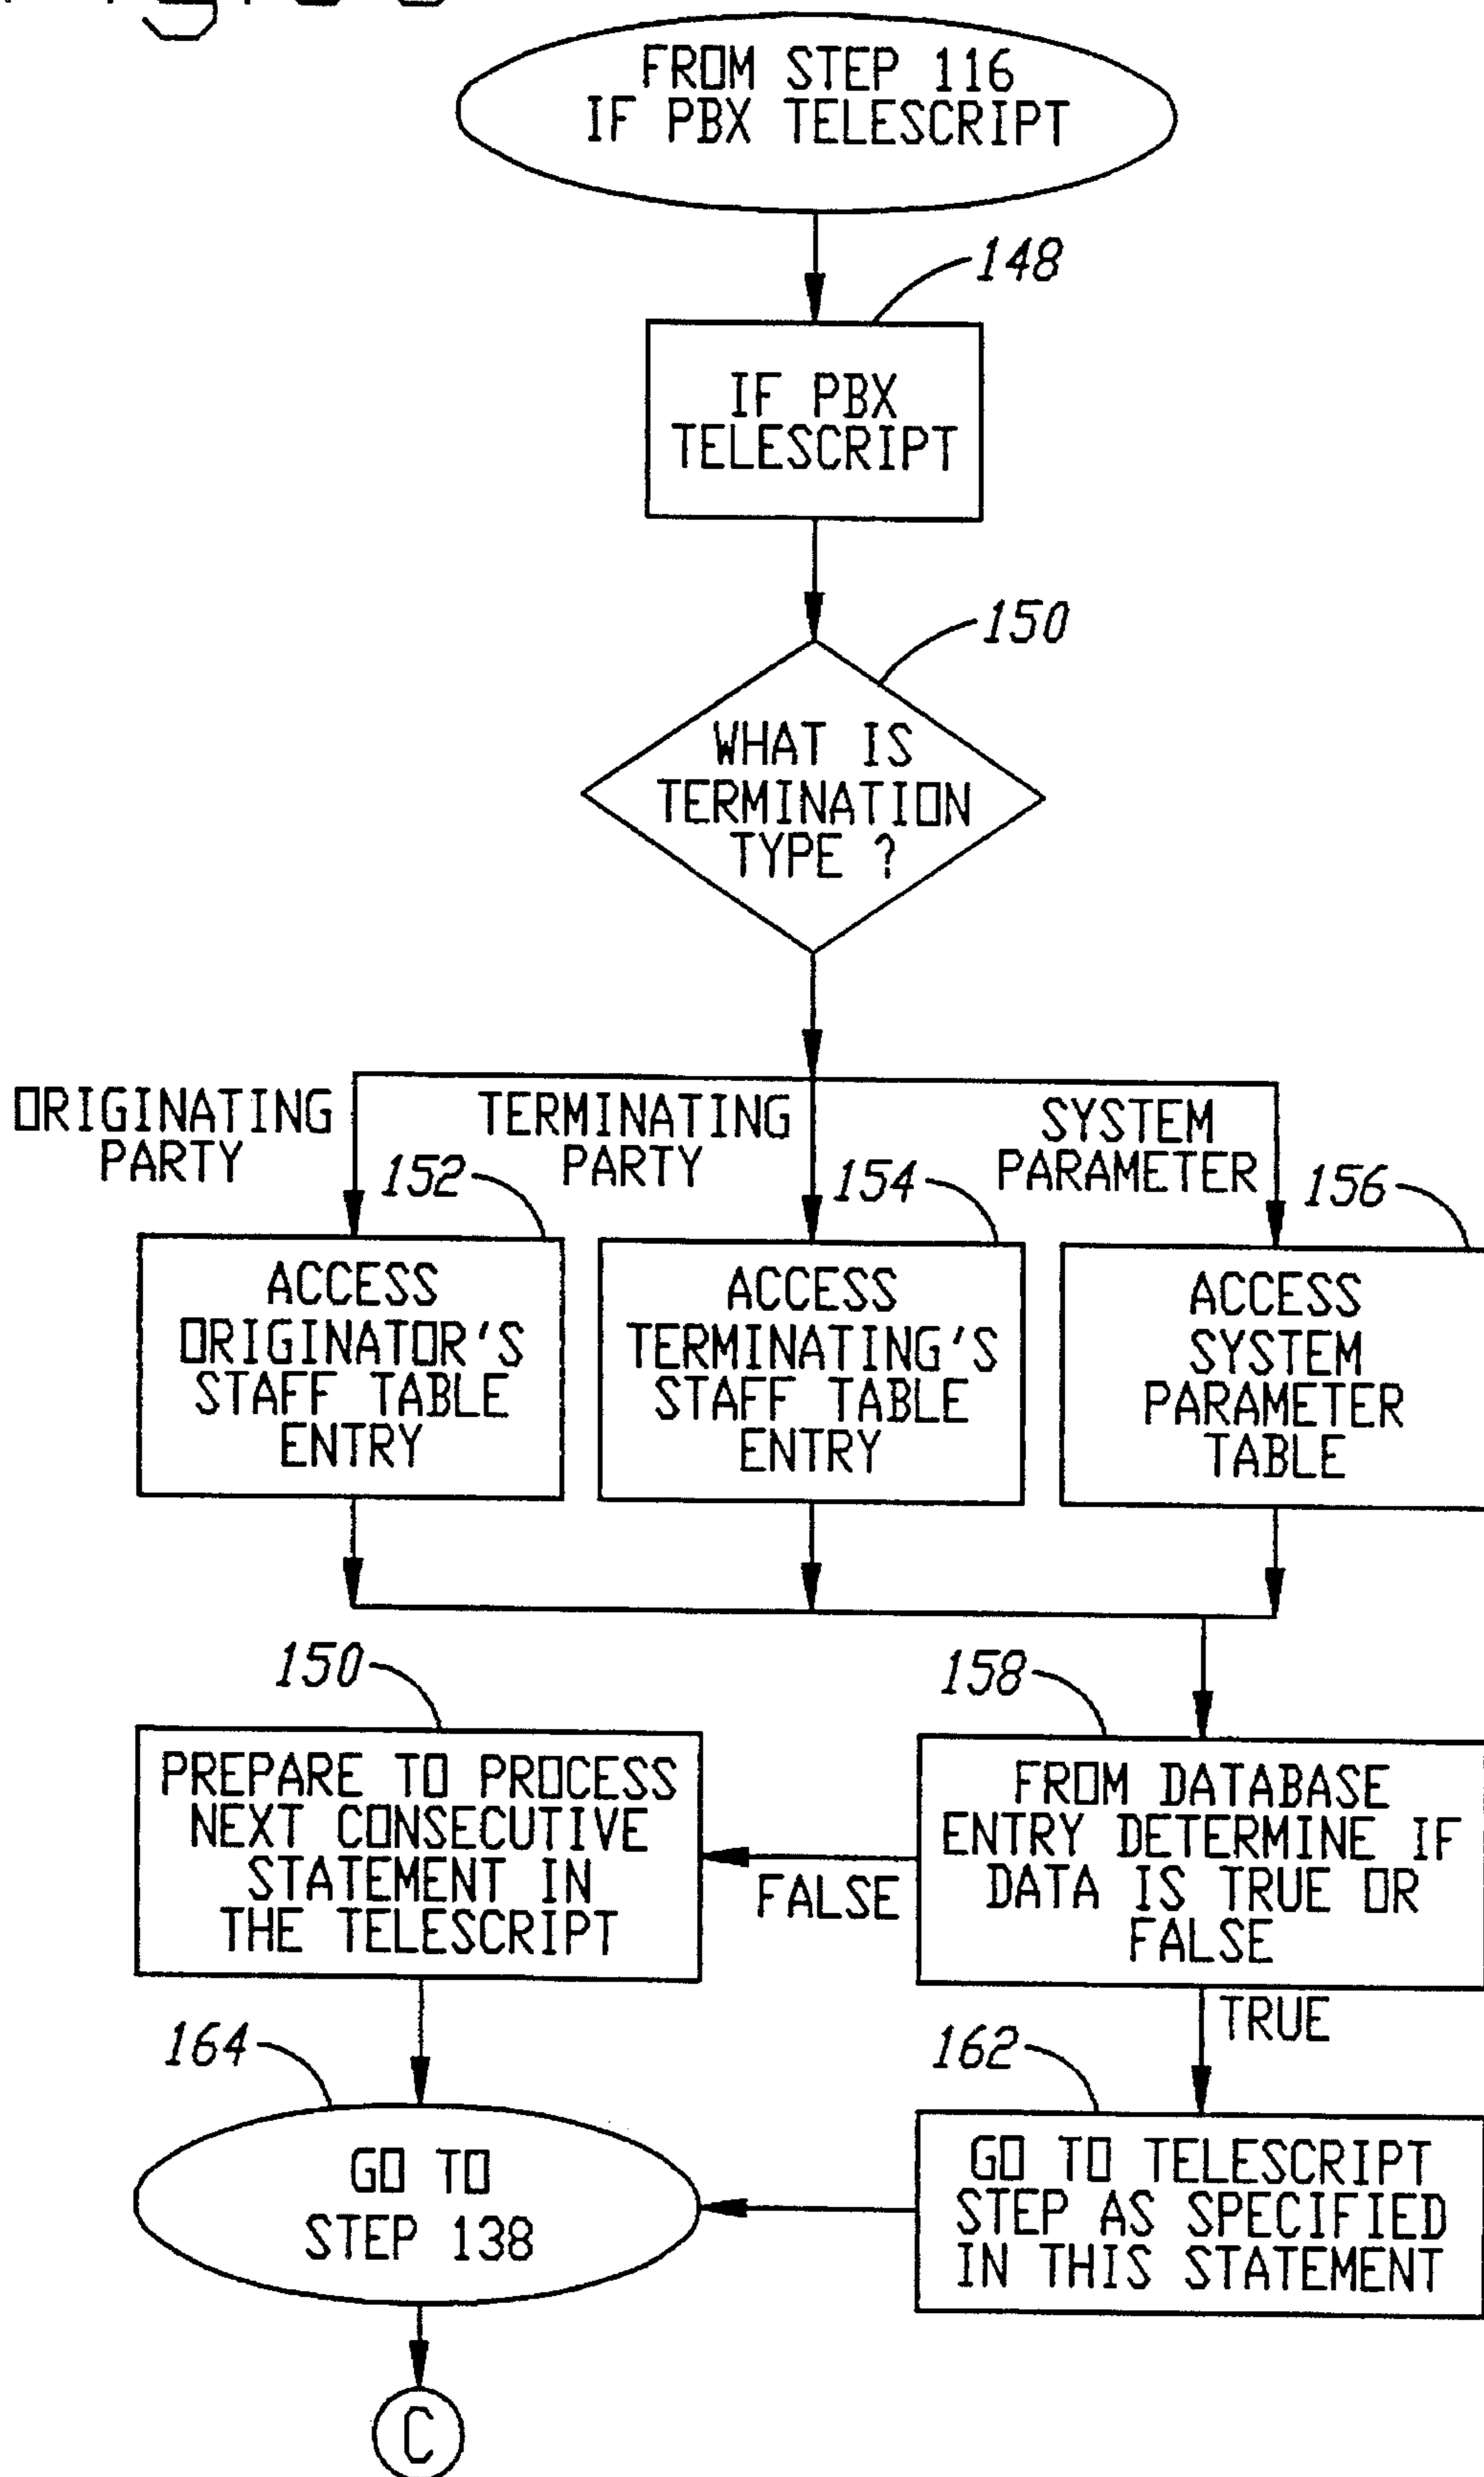 FROM STEP 116
IF PBX TELESCRIPT
148
IF PBX
TELESCRIPT
150
WHAT IS
TERMINATION
TYPE ?
ORIGINATING
PARTY
TERMINATING
PARTY
SYSTEM
PARAMETER
152
154
156
ACCESS
ORIGINATOR'S
STAFF TABLE
ENTRY
ACCESS
TERMINATING'S
STAFF TABLE
ENTRY
ACCESS
SYSTEM
PARAMETER
TABLE
150
158
PREPARE TO PROCESS
NEXT CONSECUTIVE
STATEMENT IN
THE TELESCRIPT
FALSE
FROM DATABASE
ENTRY DETERMINE IF
DATA IS TRUE OR
FALSE
TRUE
164
162
GO TO
STEP 138
GO TO TELESCRIPT
STEP AS SPECIFIED
IN THIS STATEMENT
C